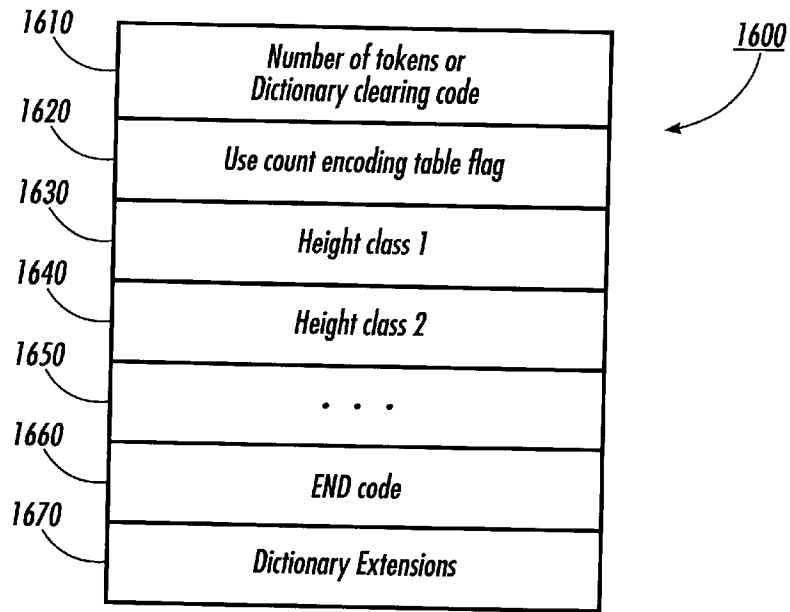 1610
Number of tokens or
Dictionary clearing code
1600
1620
Use count encoding table flag
1630
Height class 1
1640
Height class 2
1650
. . .
1660
END code
1670
Dictionary Extensions